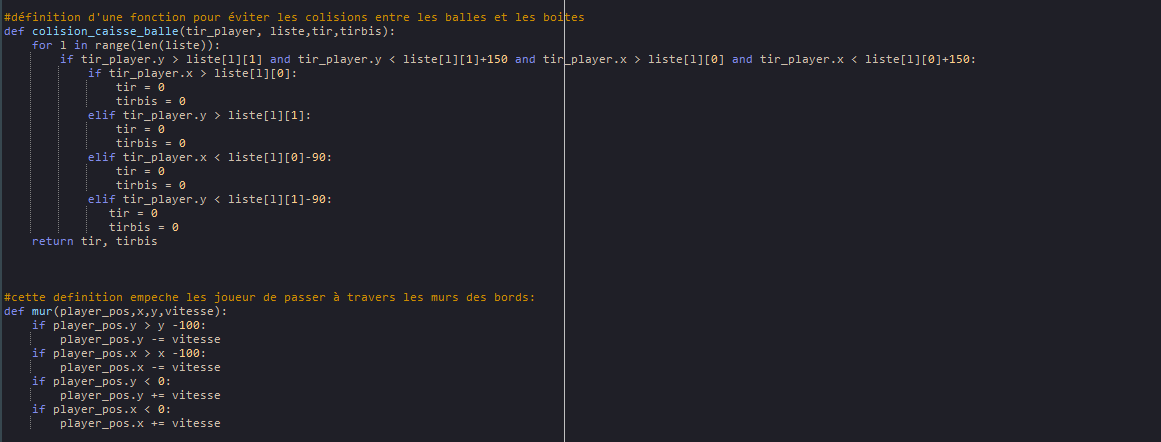 #définition d'une fonction pour éviter les colisions entre les balles et les boites
def colision_caisse_balle(tir_player, liste,tir,tirbis):
    for l in range(len(liste)):
        if tir_player.y > liste[l][1] and tir_player.y < liste[l][1]+150 and tir_player.x > liste[l][0] and tir_player.x < liste[l][0]+150:
            if tir_player.x > liste[l][0]:
                tir = 0
                tirbis = 0
            elif tir_player.y > liste[l][1]:
                tir = 0
                tirbis = 0
            elif tir_player.x < liste[l][0]-90:
                tir = 0
                tirbis = 0
            elif tir_player.y < liste[l][1]-90:
               tir = 0
               tirbis = 0
    return tir, tirbis
#cette definition empeche les joueur de passer à travers les murs des bords:
def mur(player_pos,x,y,vitesse):
    if player_pos.y > y -100:
        player_pos.y -= vitesse
    if player_pos.x > x -100:
        player_pos.x -= vitesse
    if player_pos.y < 0:
        player_pos.y += vitesse
    if player_pos.x < 0:
        player_pos.x += vitesse